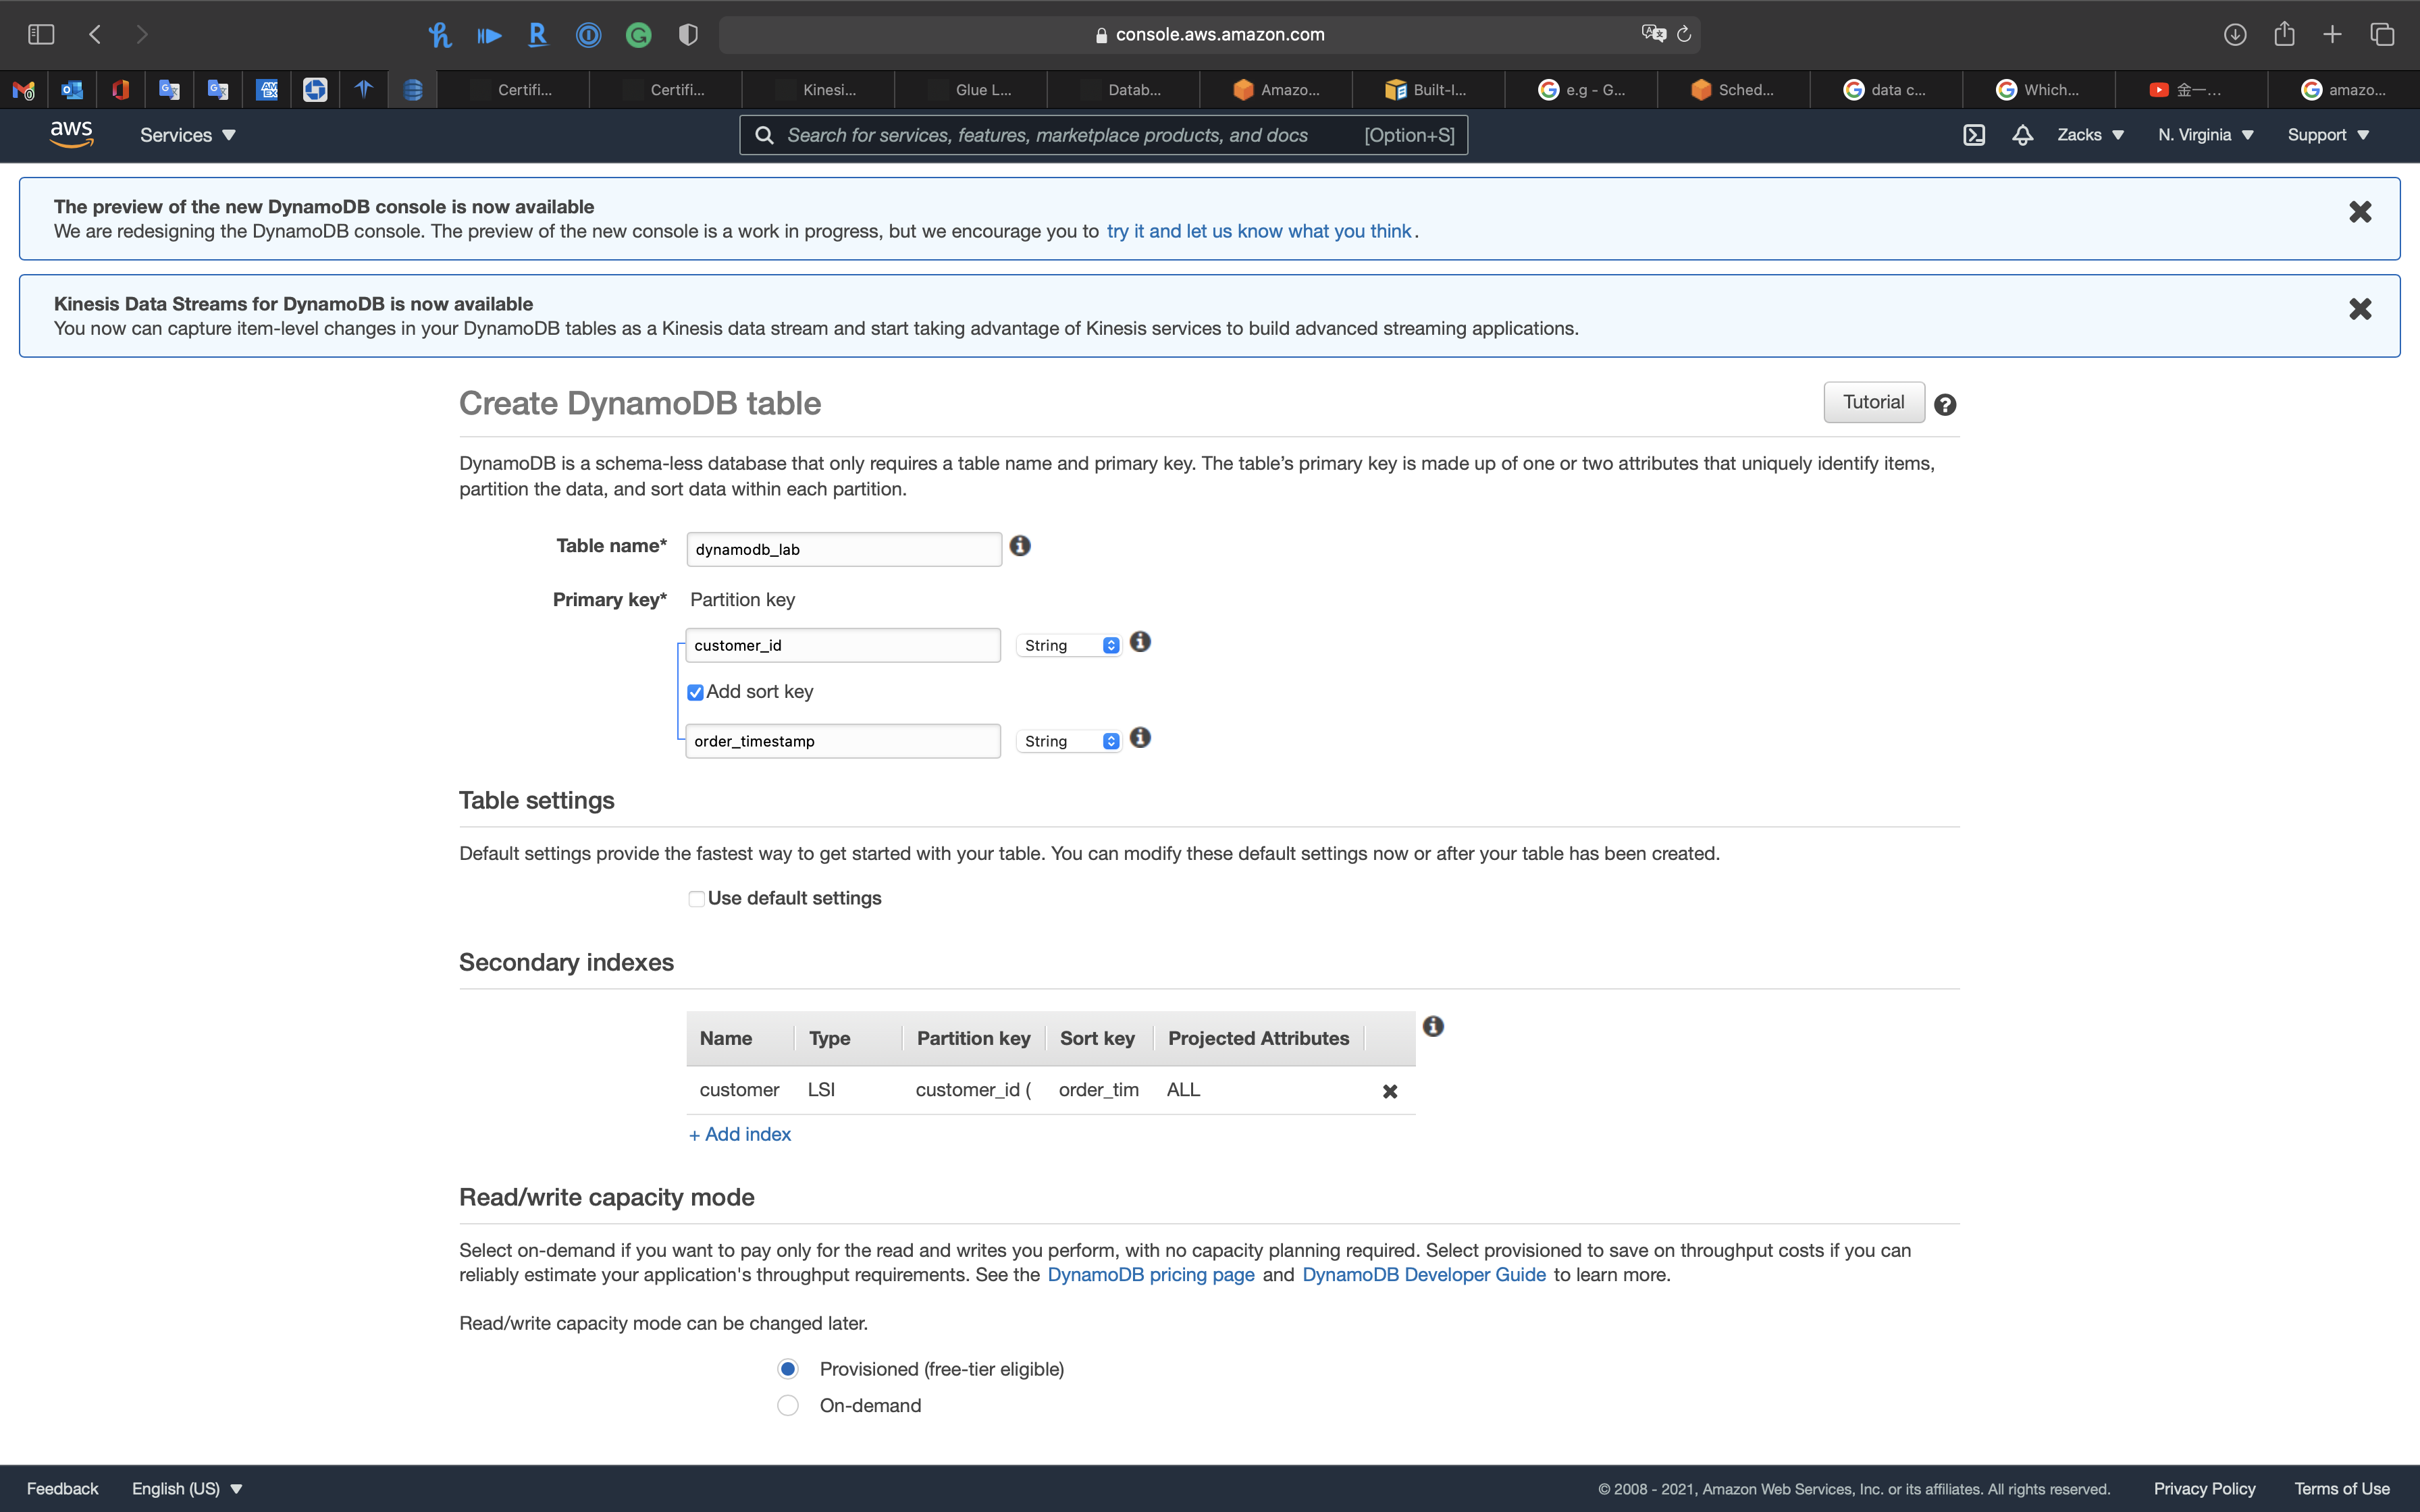 console.aws.amazon.com
Certifi...
Certifi...
Kinesi...
Glue L...
Datab...
Amazo...
Built-I...
e.g - G...
Sched...
data c...
Which...
金一...
amazo...
aws
Services
Search for services, features, marketplace products, and docs [Option+S]
Zacks
N. Virginia
Support
The preview of the new DynamoDB console is now available
We are redesigning the DynamoDB console. The preview of the new console is a work in progress, but we encourage you to try it and let us know what you think.
Kinesis Data Streams for DynamoDB is now available
You now can capture item-level changes in your DynamoDB tables as a Kinesis data stream and start taking advantage of Kinesis services to build advanced streaming applications.
Create DynamoDB table
Tutorial
DynamoDB is a schema-less database that only requires a table name and primary key. The table’s primary key is made up of one or two attributes that uniquely identify items,
partition the data, and sort data within each partition.
Table name* dynamodb_lab
Primary key* Partition key
customer_id String
Add sort key
order_timestamp String
Table settings
Default settings provide the fastest way to get started with your table. You can modify these default settings now or after your table has been created.
Use default settings
Secondary indexes
Name Type Partition key Sort key Projected Attributes
customer LSI customer_id ( order_tim ALL
+ Add index
Read/write capacity mode
Select on-demand if you want to pay only for the read and writes you perform, with no capacity planning required. Select provisioned to save on throughput costs if you can
reliably estimate your application's throughput requirements. See the DynamoDB pricing page and DynamoDB Developer Guide to learn more.
Read/write capacity mode can be changed later.
Provisioned (free-tier eligible)
On-demand
Feedback
English (US)
© 2008 - 2021, Amazon Web Services, Inc. or its affiliates. All rights reserved.
Privacy Policy
Terms of Use